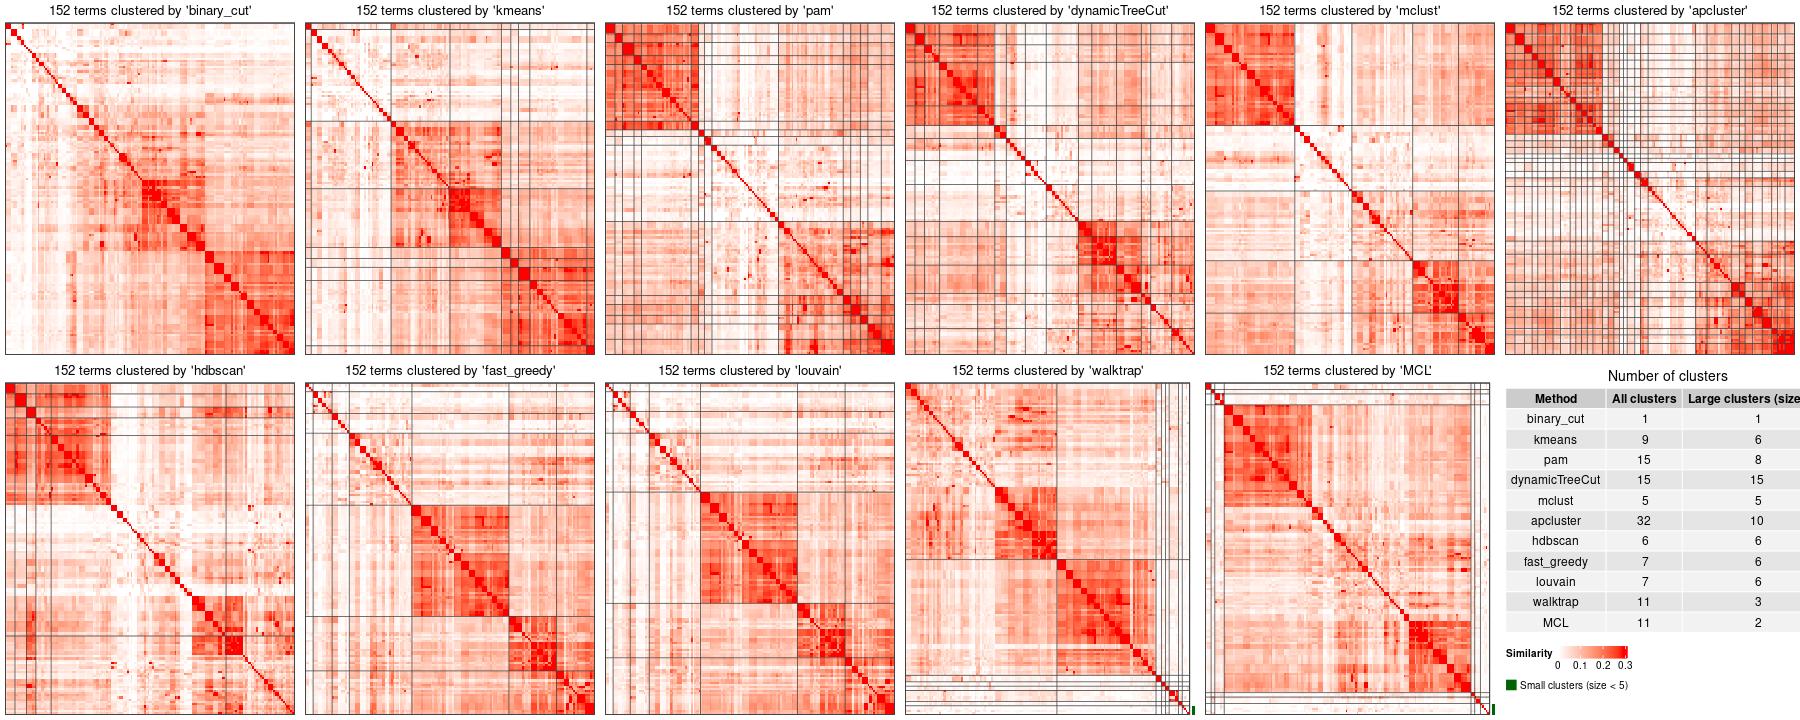 152 terms clustered by 'binary_cut'
152 terms clustered by 'kmeans'
152 terms clustered by 'pam'
152 terms clustered by 'dynamicTreeCut'
152 terms clustered by 'mclust'
152 terms clustered by 'apcluster'
152 terms clustered by 'hdbscan'
152 terms clustered by 'fast_greedy'
152 terms clustered by 'louvain'
152 terms clustered by 'walktrap'
152 terms clustered by 'MCL'
Number of clusters
Method All clusters Large clusters (size
binary_cut 1 1
kmeans 9 6
pam 15 8
dynamicTreeCut 15 15
mclust 5 5
apcluster 32 10
hdbscan 6 6
fast_greedy 7 6
louvain 7 6
walktrap 11 3
MCL 11 2
Similarity
0 0.1 0.2 0.3
Small clusters (size < 5)